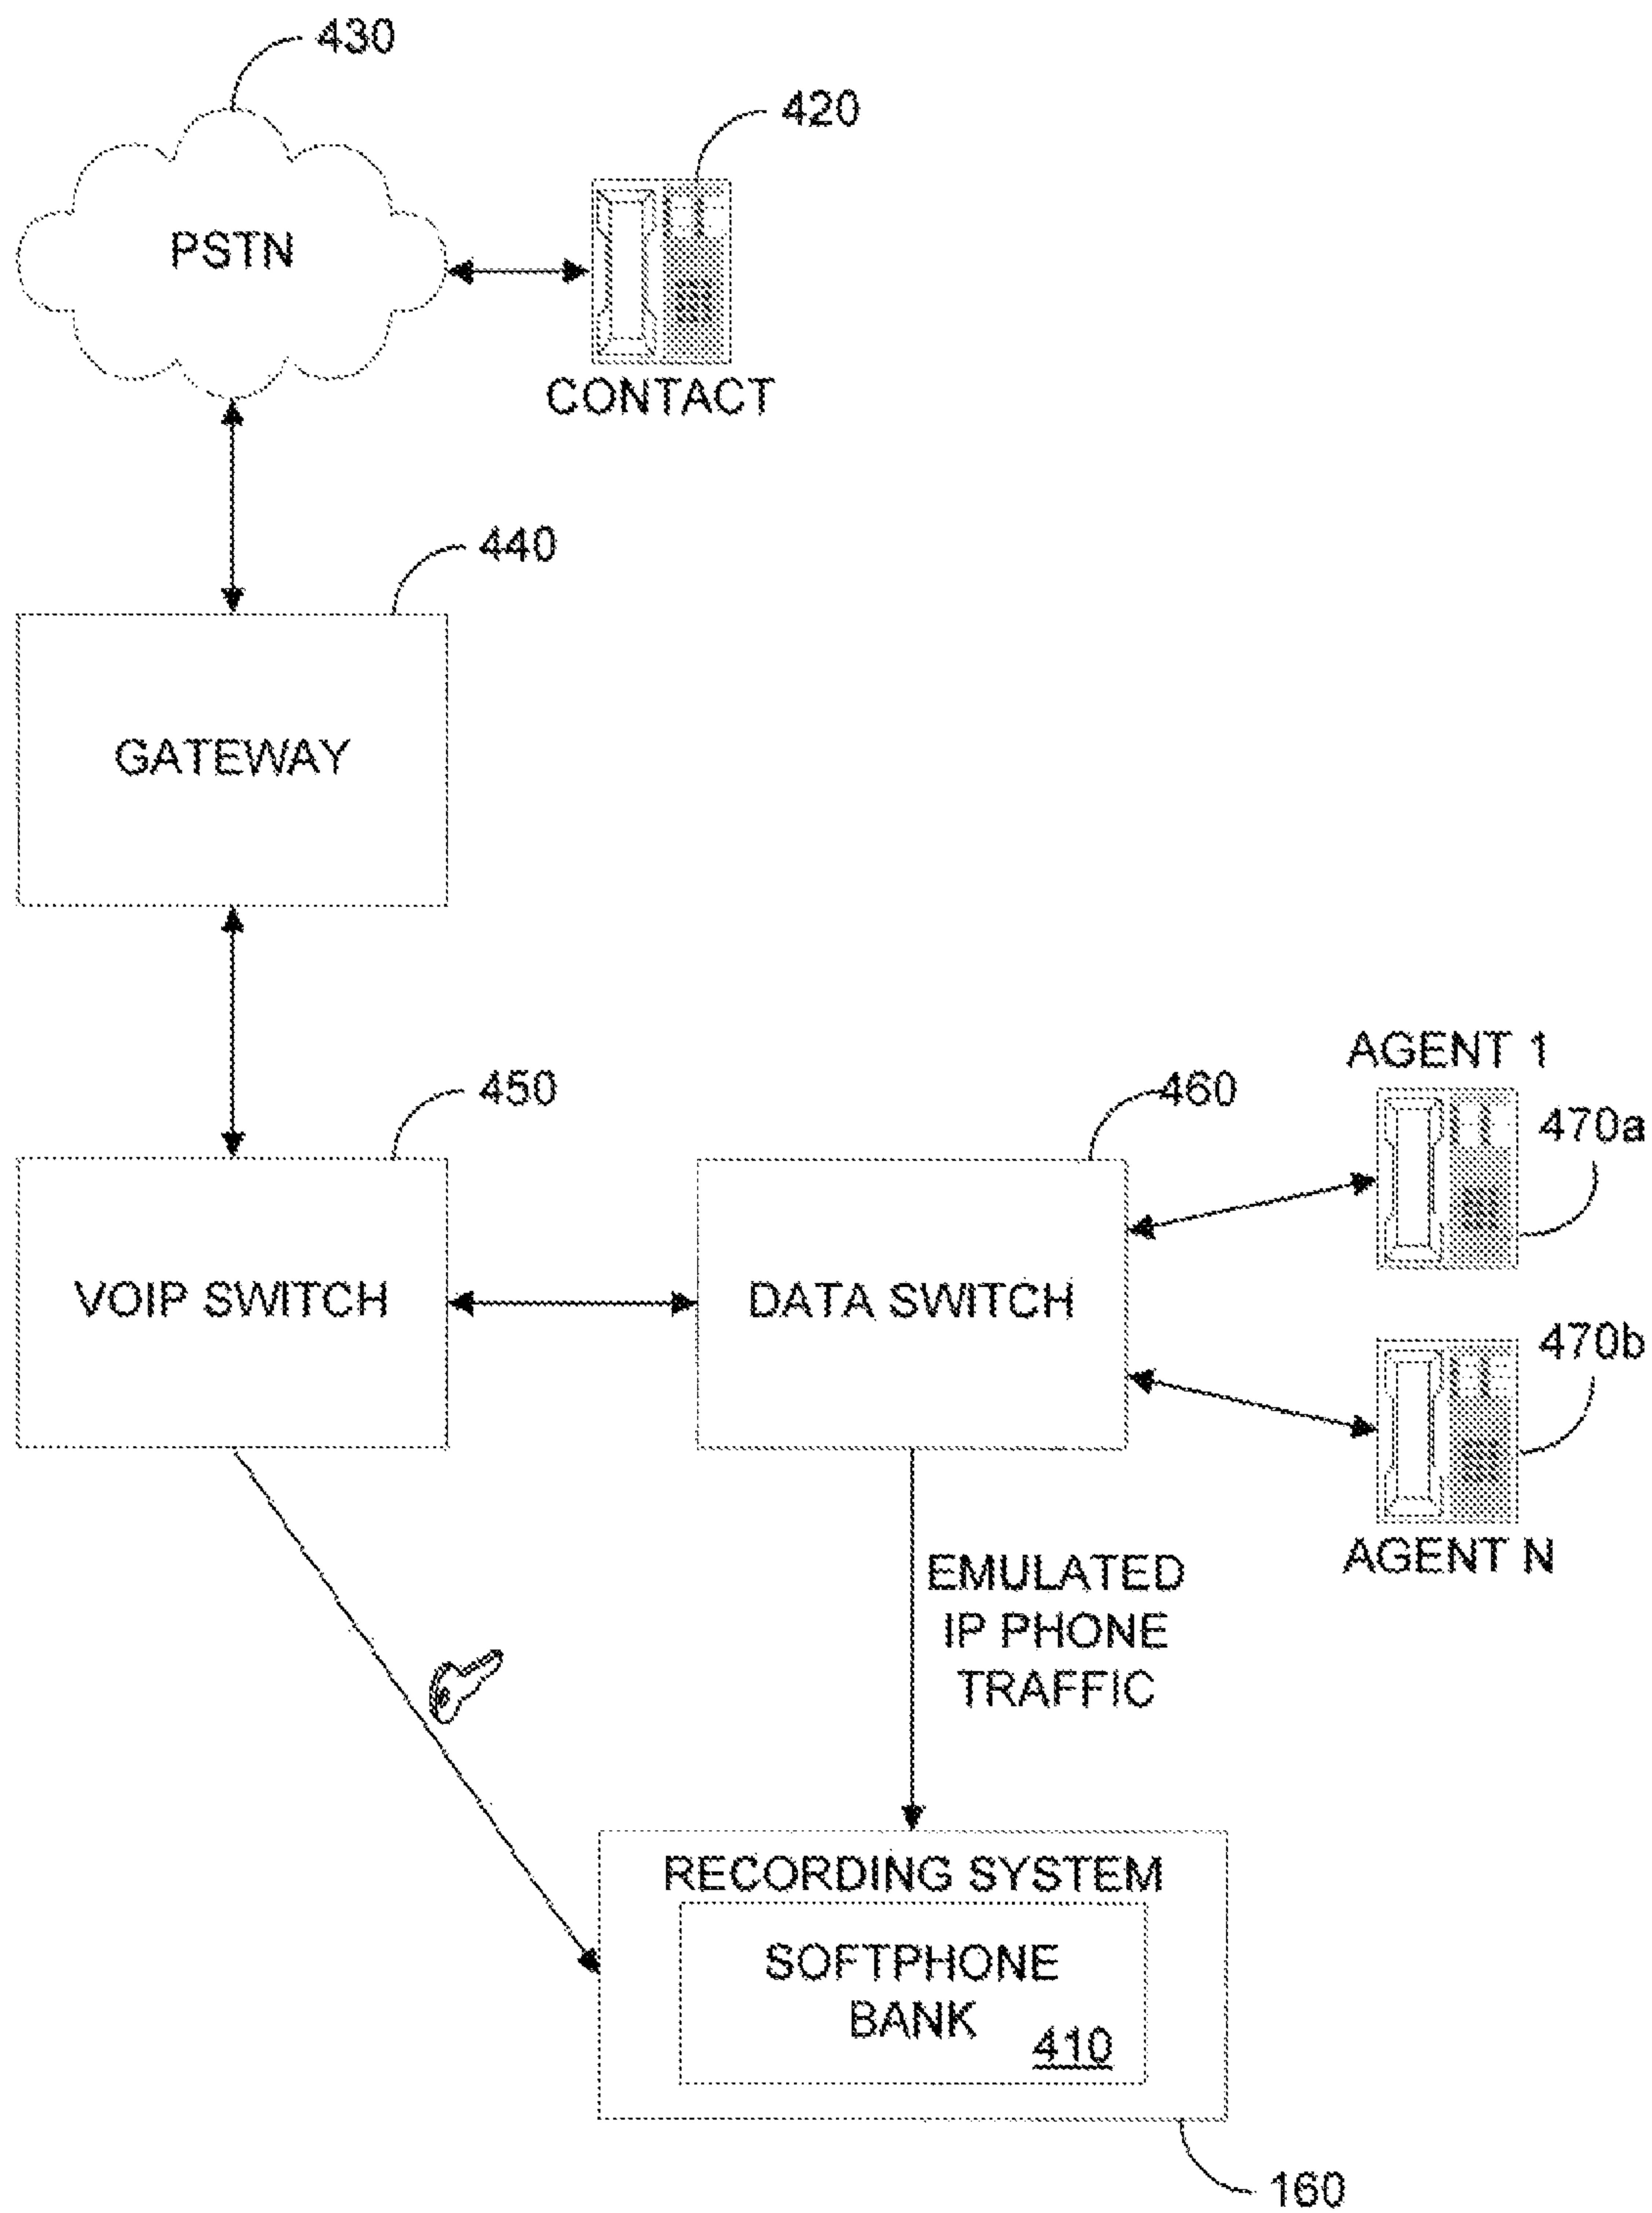 430
420
PSTN
CONTACT
440
GATEWAY
450
460
AGENT 1
470a
VOIP SWITCH
DATA SWITCH
470b
AGENT N
EMULATED
IP PHONE
TRAFFIC
RECORDING SYSTEM
SOFTPHONE
BANK
410
160